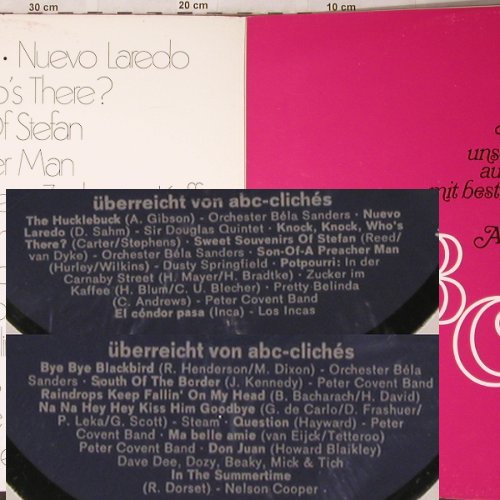 30 cm
20 cm
10 cm
· Nuevo Laredo
o's There?
Of Stefan
er Man
uns
au
mit best
A
überreicht von abc-clichés
The Hucklebuck (A. Gibson) - Orchester Béla Sanders · Nuevo
Laredo (D. Sahm) - Sir Douglas Quintet · Knock, Knock, Who's
There? (Carter/Stephens) · Sweet Souvenirs Of Stefan (Reed/
van Dyke) - Orchester Béla Sanders · Son-Of-A Preacher Man
(Hurley/Wilkins) - Dusty Springfield · Potpourri: In der
Carnaby Street (H. Mayer/H. Bradtke) · Zucker im
Kaffee (H. Blum/C. U. Blecher) · Pretty Belinda
(C. Andrews) - Peter Covent Band
El cóndor pasa (Inca) - Los Incas
überreicht von abc-clichés
Bye Bye Blackbird (R. Henderson/M. Dixon) - Orchester Béla
Sanders · South Of The Border (J. Kennedy) - Peter Covent Band
Raindrops Keep Fallin' On My Head (B. Bacharach/H. David)
Na Na Hey Hey Kiss Him Goodbye (G. de Carlo/D. Frashuer/
P. Leka/G. Scott) - Steam · Question (Hayward) - Peter
Covent Band · Ma belle amie (van Eijck/Tetteroo)
Peter Covent Band · Don Juan (Howard Blaikley)
Dave Dee, Dozy, Beaky, Mick & Tich
In the Summertime
(R. Dorset) - Nelson Cooper